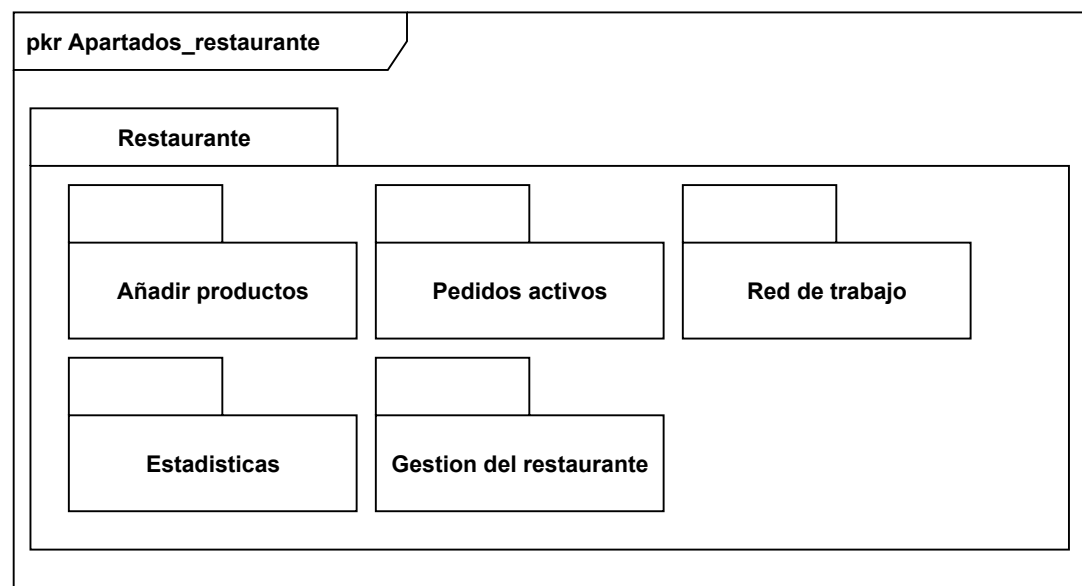 pkr Apartados_restaurante
Restaurante
Añadir productos
Pedidos activos
Red de trabajo
Estadisticas
Gestion del restaurante